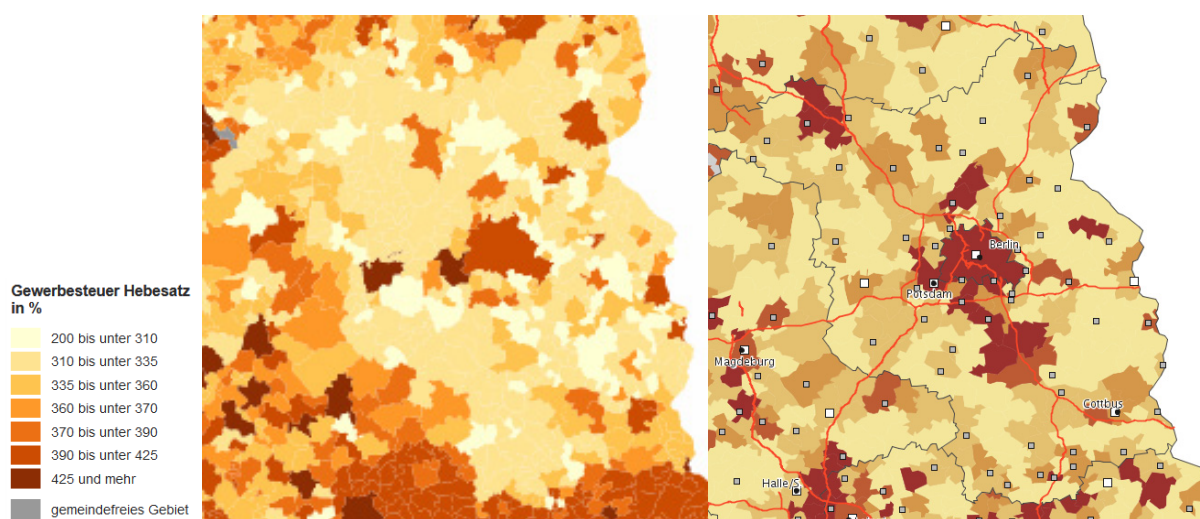 Gewerbesteuer Hebesatz
in %
200 bis unter 310
310 bis unter 335
335 bis unter 360
360 bis unter 370
370 bis unter 390
390 bis unter 425
425 und mehr
gemeindefreies Gebiet
Berlin
Potsdam
Magdeburg
Cottbus
Halle /S.